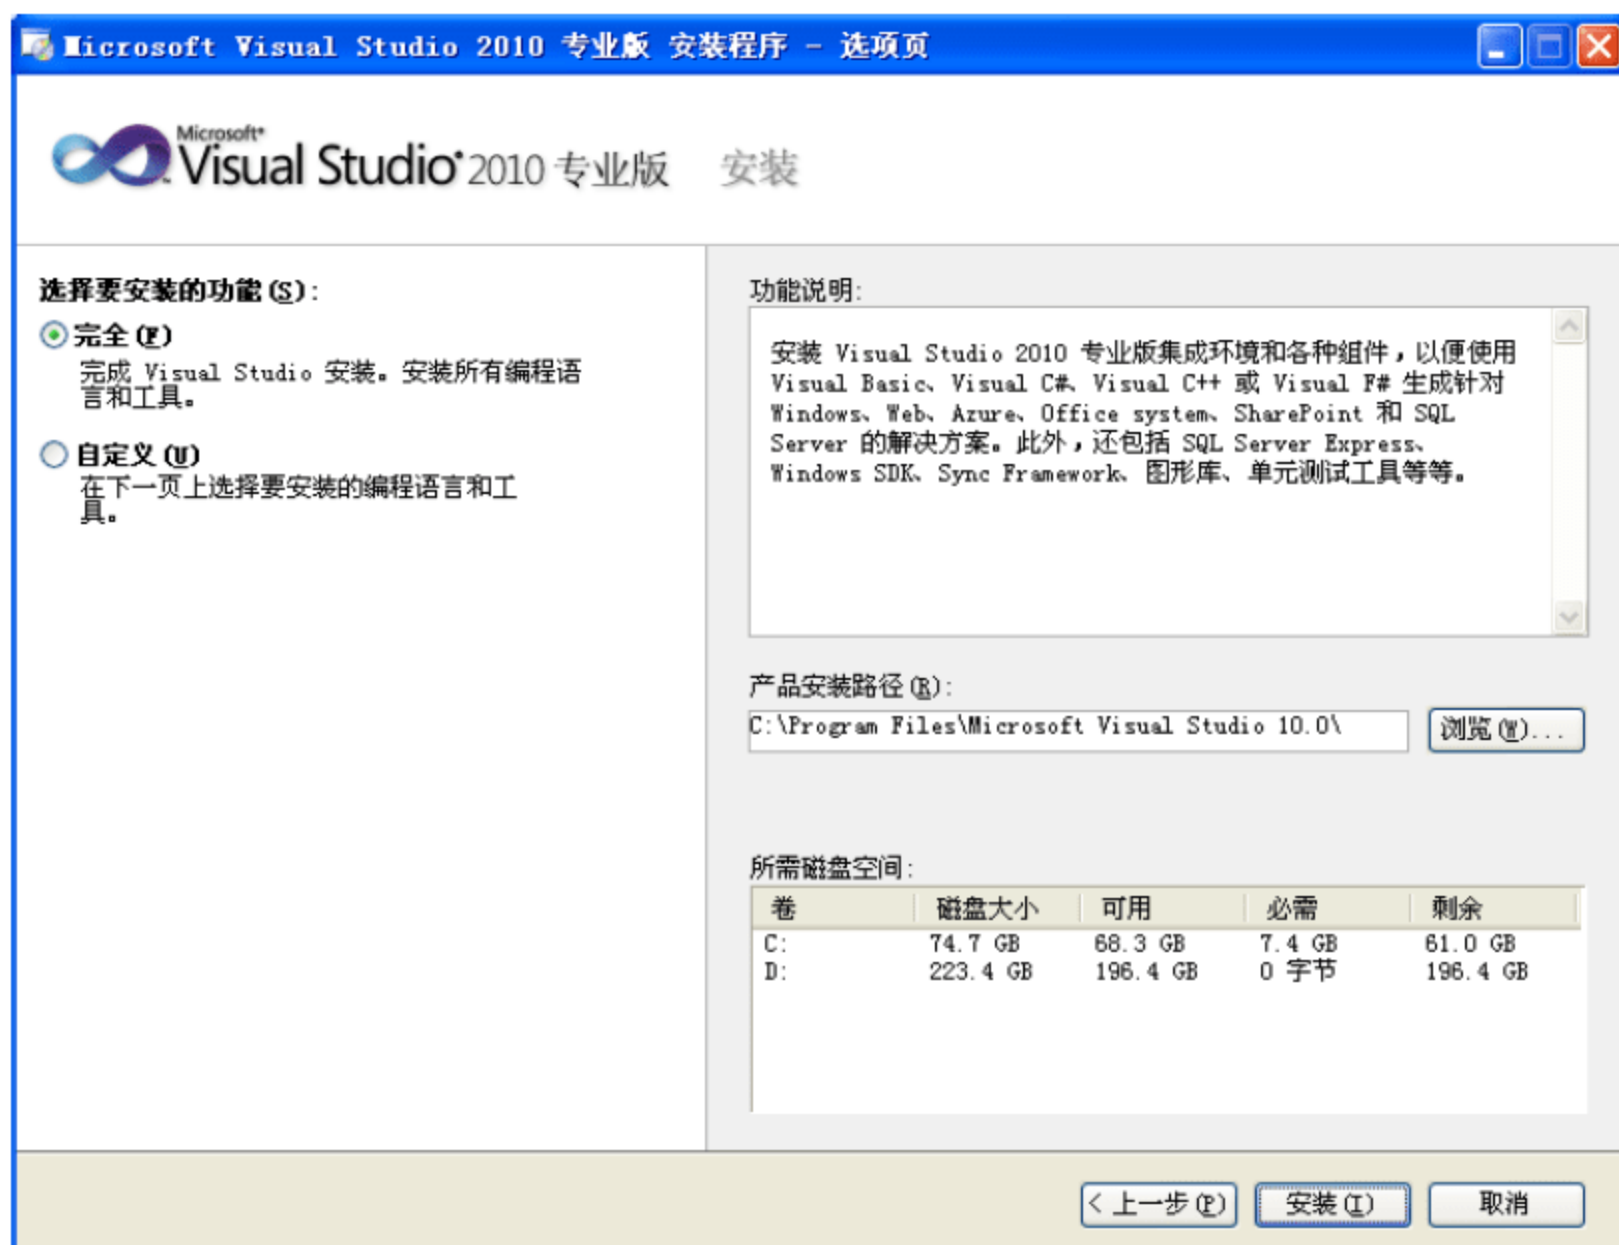 Microsoft Visual Studio 2010 专业版 安装程序 - 选项页
Microsoft®
Visual Studio® 2010 专业版 安装
选择要安装的功能(S):
完全(F)
完成 Visual Studio 安装。安装所有编程语
言和工具。
自定义(U)
在下一页上选择要安装的编程语言和工
具。
功能说明:
安装 Visual Studio 2010 专业版集成环境和各种组件，以便使用
Visual Basic、Visual C#、Visual C++ 或 Visual F# 生成针对
Windows、Web、Azure、Office system、SharePoint 和 SQL
Server 的解决方案。此外，还包括 SQL Server Express、
Windows SDK、Sync Framework、图形库、单元测试工具等等。
产品安装路径(R):
C:\Program Files\Microsoft Visual Studio 10.0\
浏览(W)...
所需磁盘空间:
卷 磁盘大小 可用 必需 剩余
C: 74.7 GB 68.3 GB 7.4 GB 61.0 GB
D: 223.4 GB 196.4 GB 0 字节 196.4 GB
< 上一步(P) 安装(I) 取消